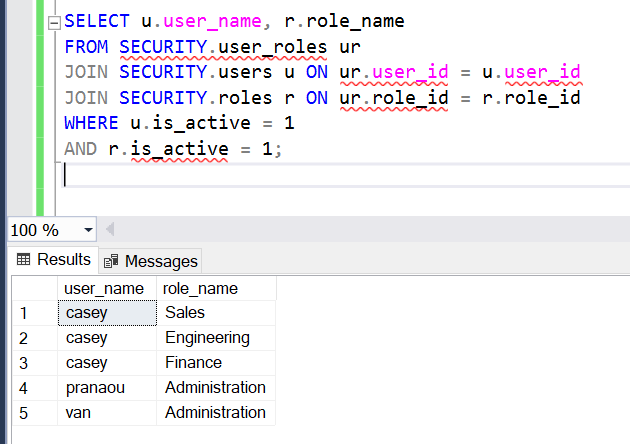 SELECT u.user_name, r.role_name
FROM SECURITY.user_roles ur
JOIN SECURITY.users u ON ur.user_id = u.user_id
JOIN SECURITY.roles r ON ur.role_id = r.role_id
WHERE u.is_active = 1
AND r.is_active = 1;
100 %
Results Messages
user_name role_name
1 casey Sales
2 casey Engineering
3 casey Finance
4 pranaou Administration
5 van Administration